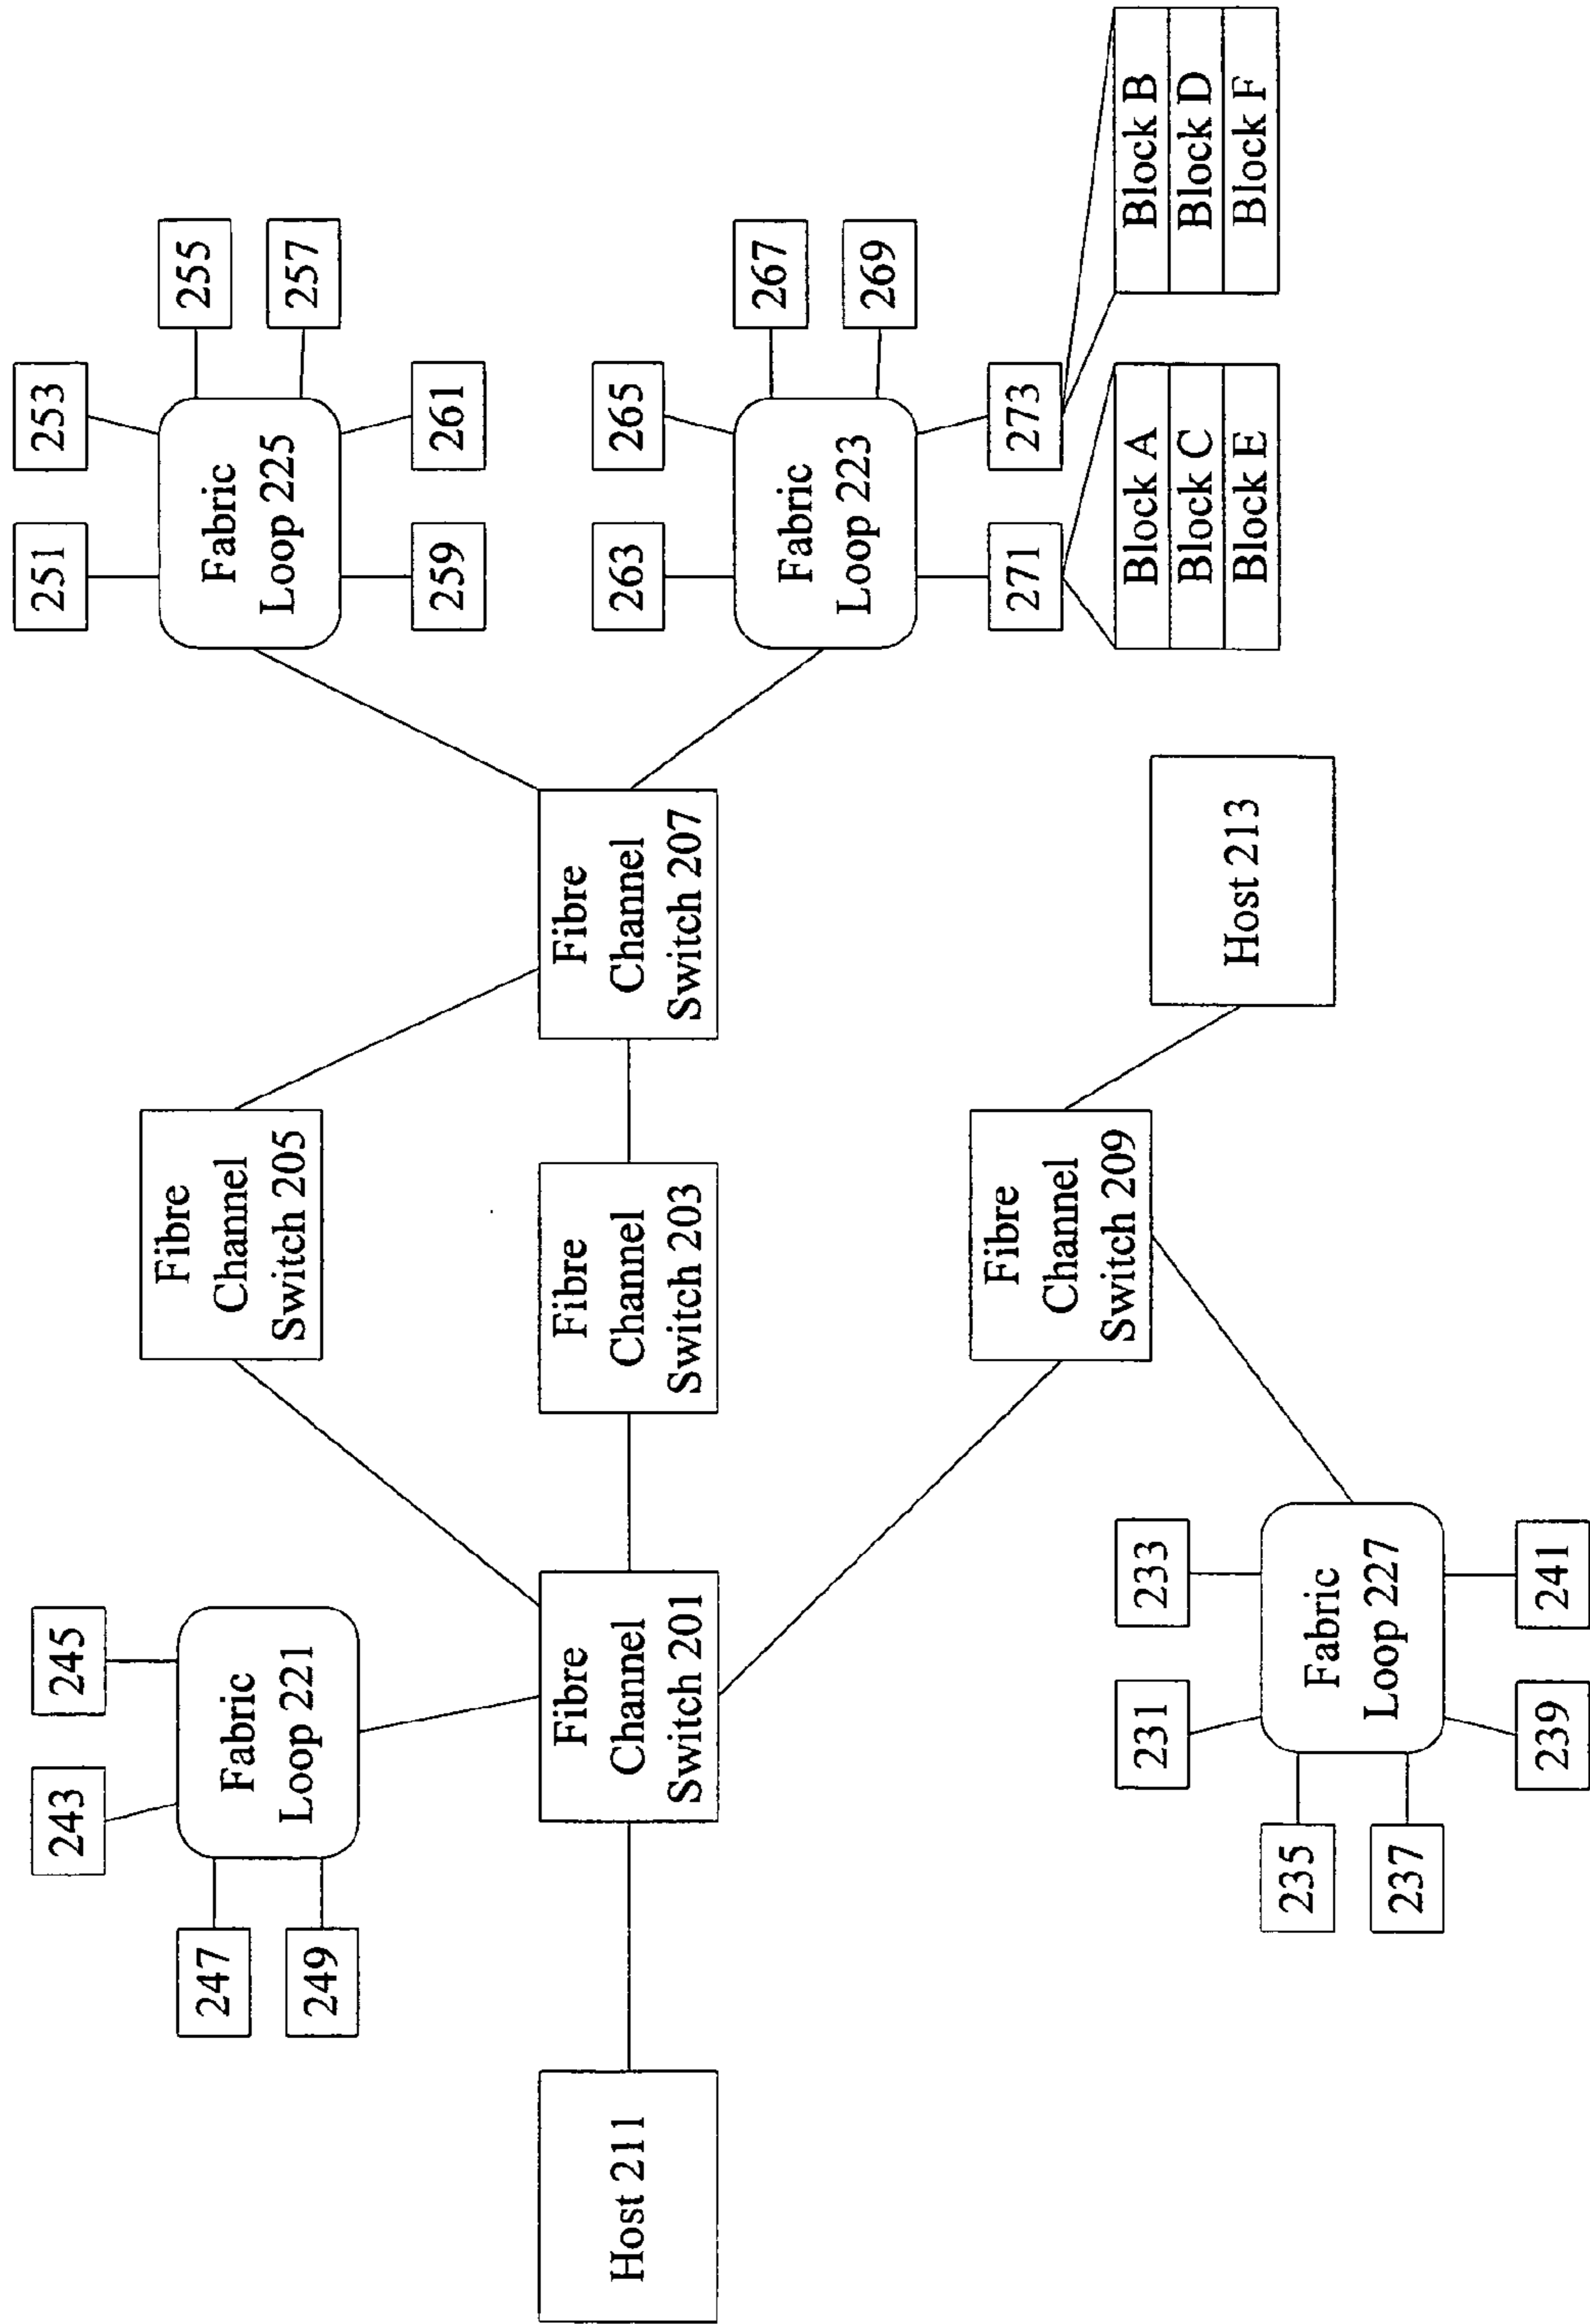 251
253
255
257
Fabric
Loop 225
259
261
245
243
247
249
Fabric
Loop 221
Fibre
Channel
Switch 205
263
265
267
269
Fabric
Loop 223
271
273
Host 211
Fibre
Channel
Switch 201
Fibre
Channel
Switch 203
Fibre
Channel
Switch 207
Block A
Block C
Block E
Block B
Block D
Block F
Fibre
Channel
Switch 209
Host 213
231
233
235
237
Fabric
Loop 227
239
241